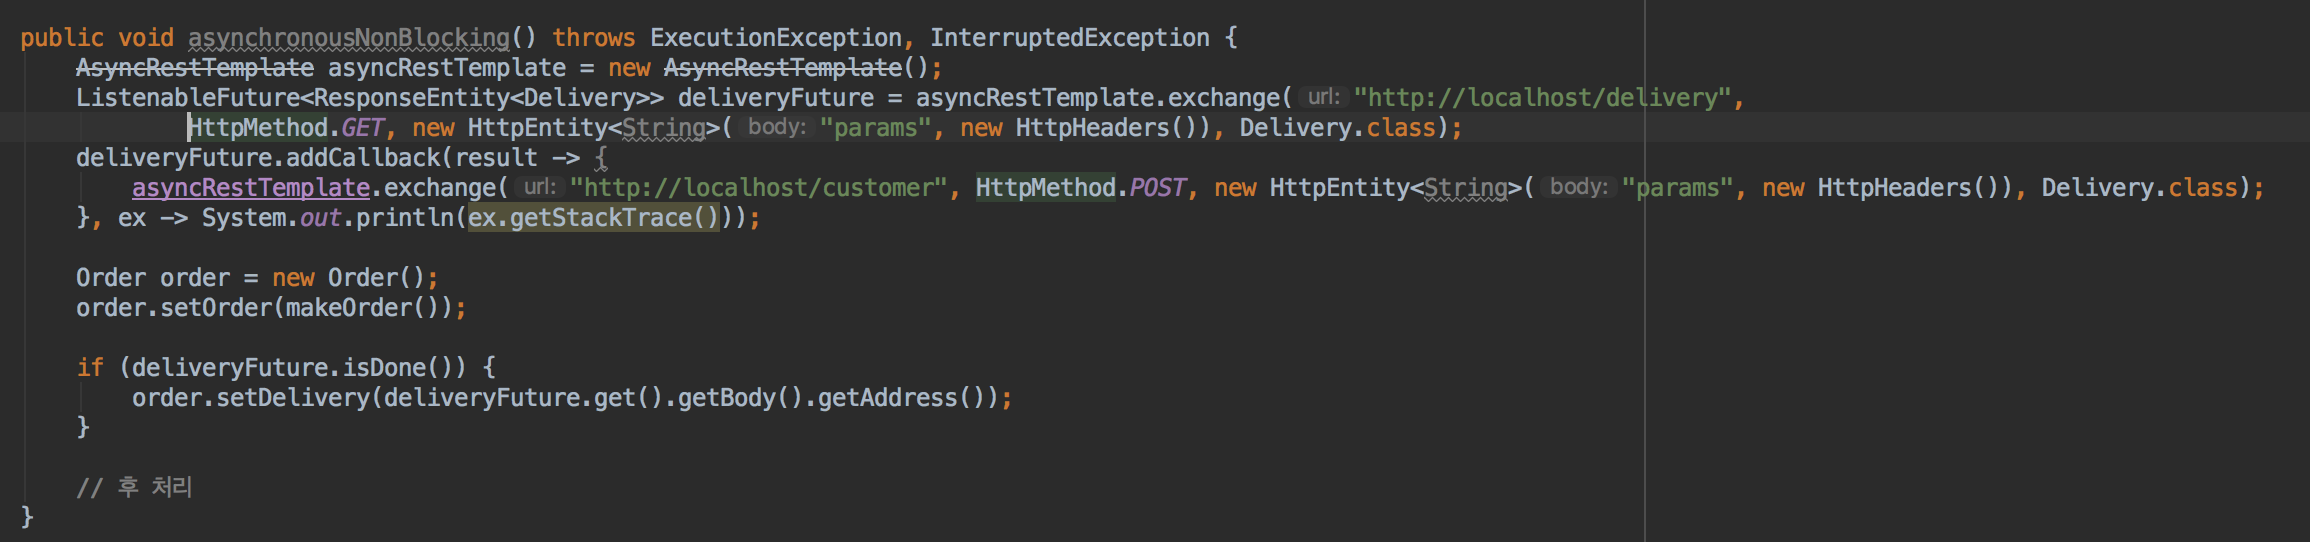 public void asynchronousNonBlocking() throws ExecutionException, InterruptedException {
    AsyncRestTemplate asyncRestTemplate = new AsyncRestTemplate();
    ListenableFuture<ResponseEntity<Delivery>> deliveryFuture = asyncRestTemplate.exchange( url: "http://localhost/delivery",
            HttpMethod.GET, new HttpEntity<String>( body: "params", new HttpHeaders()), Delivery.class);
    deliveryFuture.addCallback(result -> {
        asyncRestTemplate.exchange( url: "http://localhost/customer", HttpMethod.POST, new HttpEntity<String>( body: "params", new HttpHeaders()), Delivery.class);
    }, ex -> System.out.println(ex.getStackTrace()));
    Order order = new Order();
    order.setOrder(makeOrder());
    if (deliveryFuture.isDone()) {
        order.setDelivery(deliveryFuture.get().getBody().getAddress());
    }
    // 후 처리
}